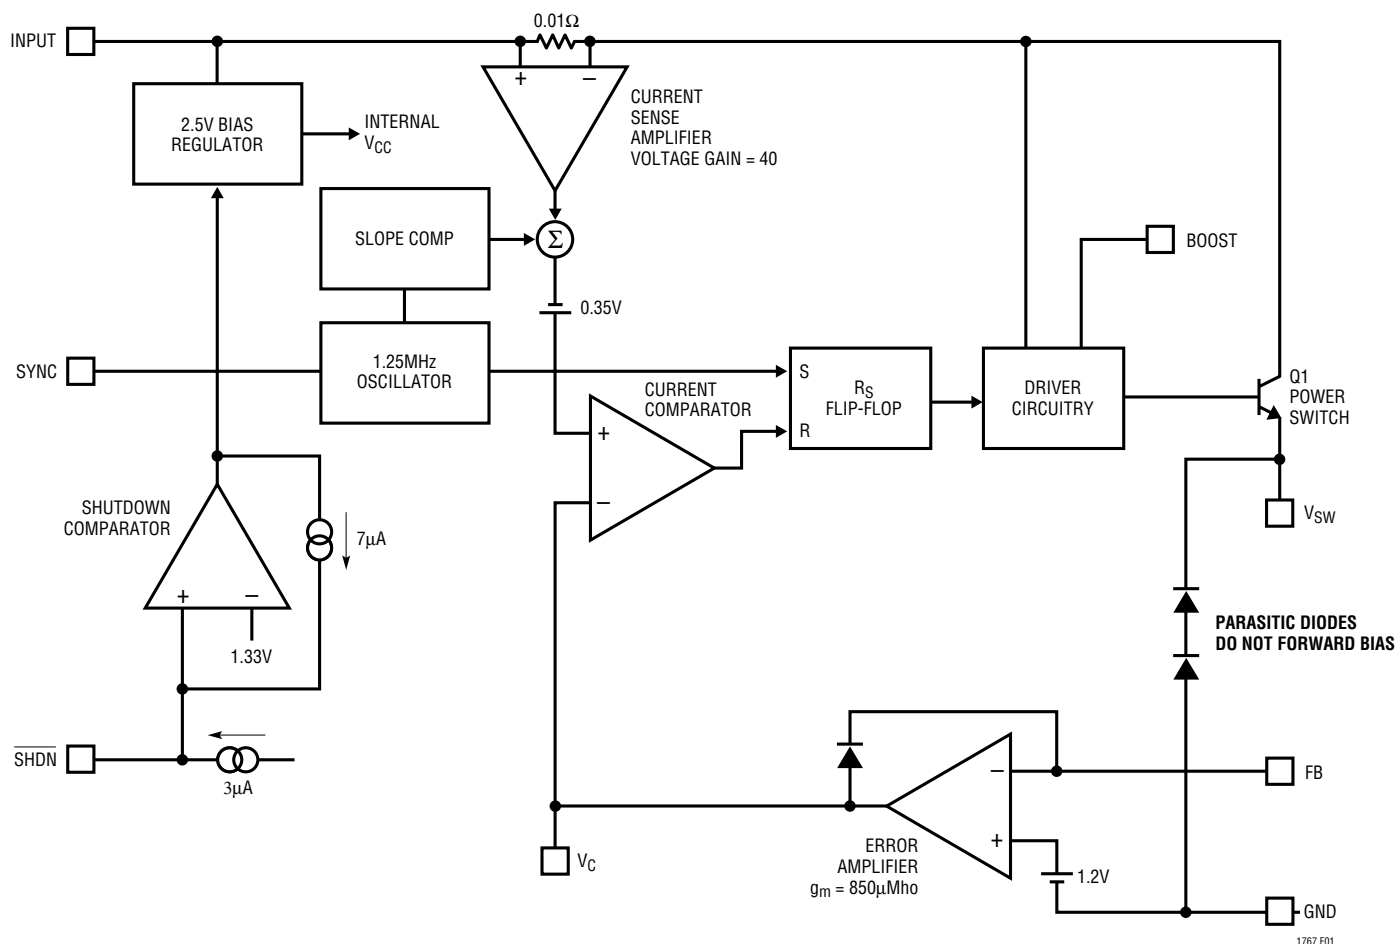 INPUT
0.01Ω
+
−
CURRENT
SENSE
AMPLIFIER
VOLTAGE GAIN = 40
2.5V BIAS
REGULATOR
INTERNAL
VCC
SLOPE COMP
Σ
BOOST
0.35V
SYNC
1.25MHz
OSCILLATOR
CURRENT
COMPARATOR
+
−
S
R
RS
FLIP-FLOP
DRIVER
CIRCUITRY
Q1
POWER
SWITCH
VSW
SHUTDOWN
COMPARATOR
7µA
+
−
1.33V
PARASITIC DIODES
DO NOT FORWARD BIAS
SHDN
3µA
−
+
FB
VC
ERROR
AMPLIFIER
gm = 850µMho
1.2V
GND
1767 F01